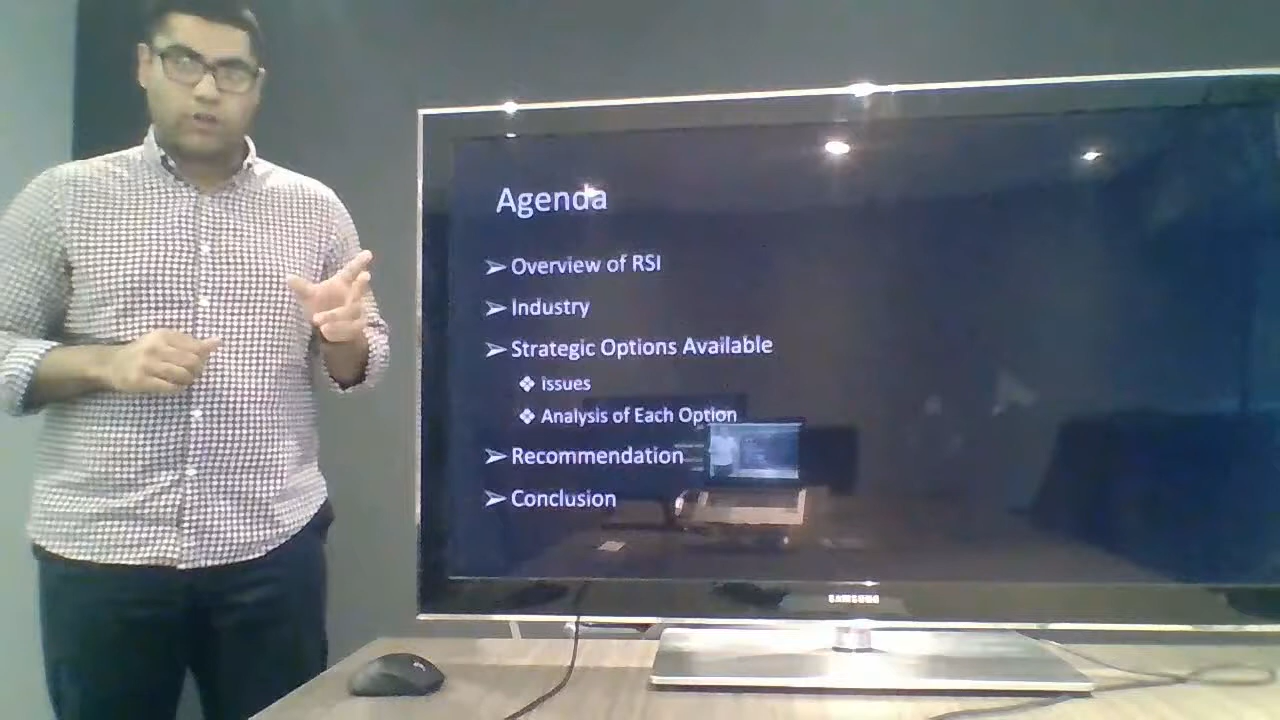 Agenda
➢ Overview of RSI
➢ Industry
➢ Strategic Options Available
❖ issues
❖ Analysis of Each Option
➢ Recommendation
➢ Conclusion
SAMSUNG